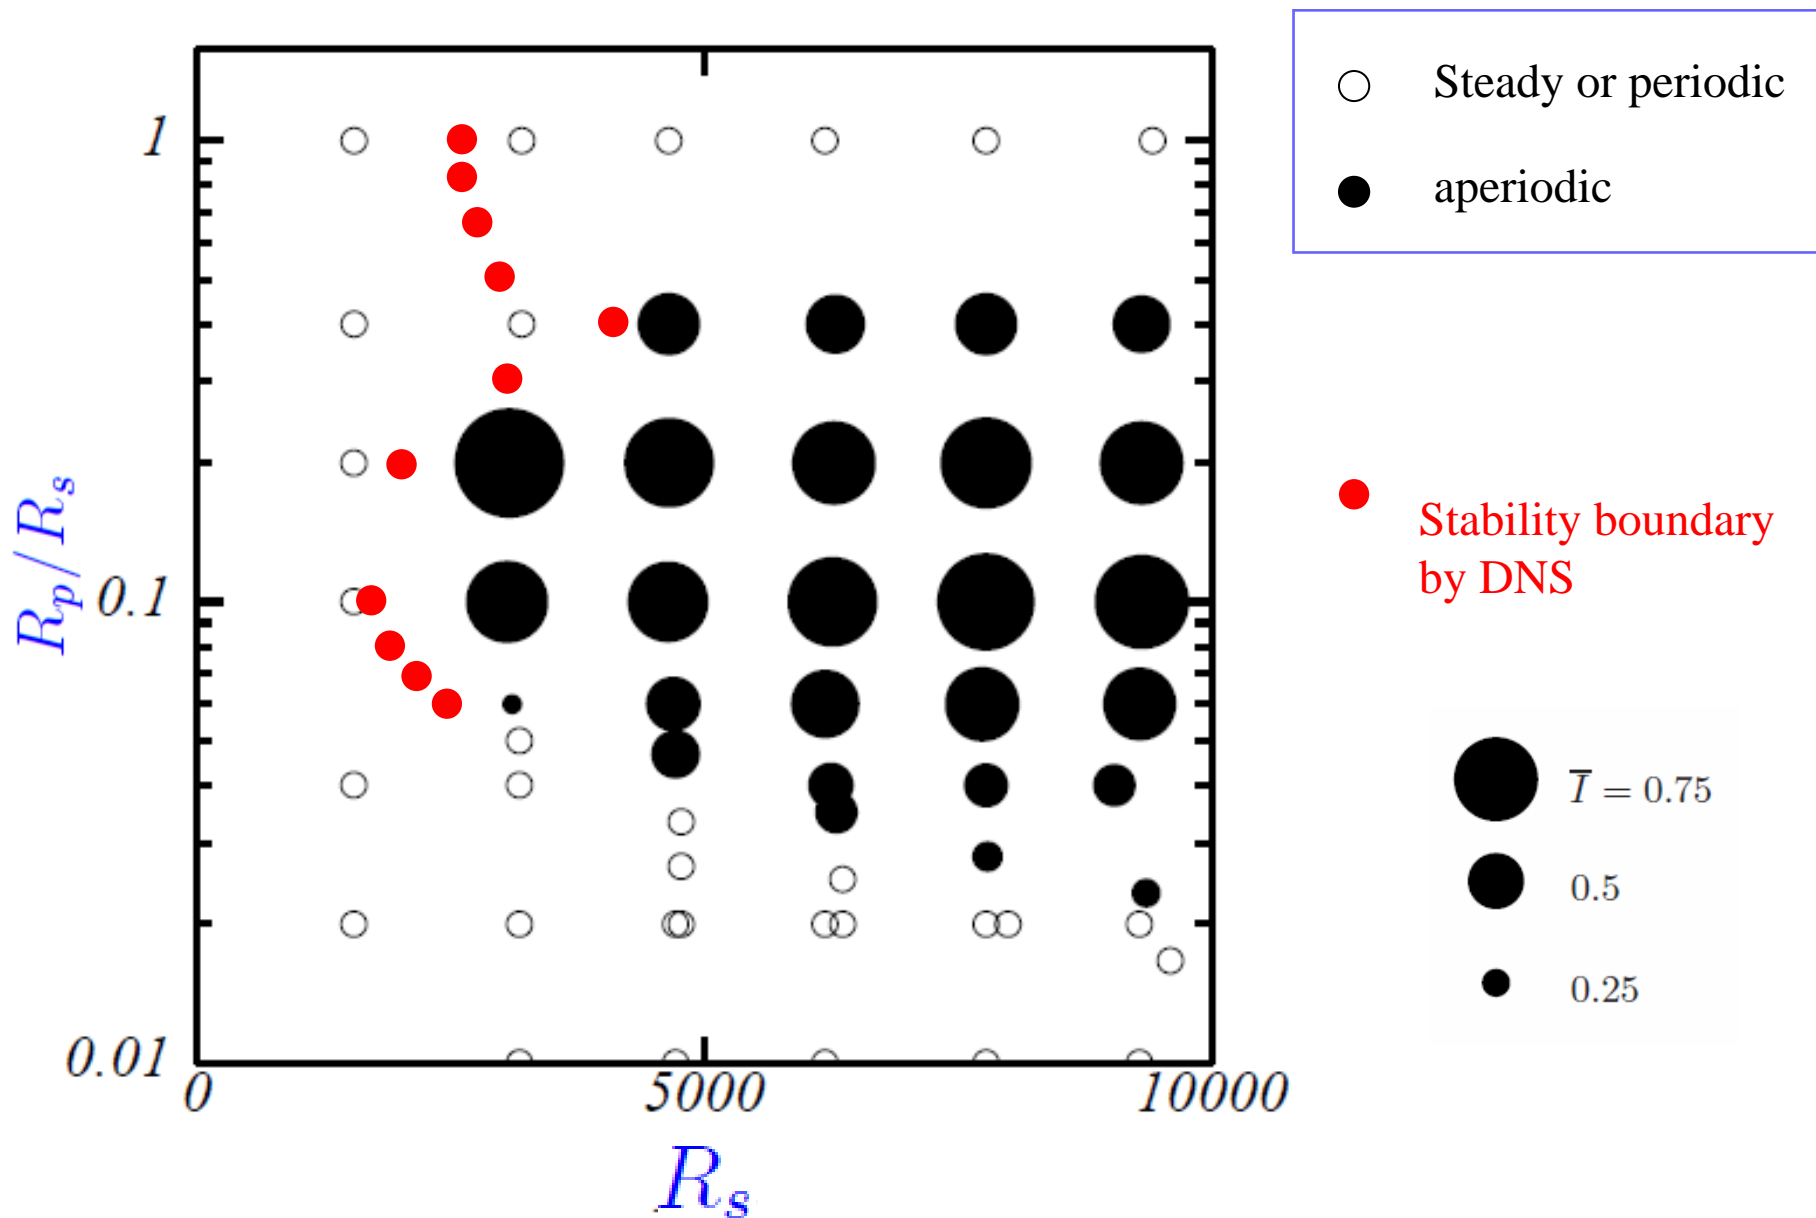 Steady or periodic
aperiodic
1
0.1
0.01
R_p/R_s
0
5000
10000
R_s
Stability boundary
by DNS
I̅ = 0.75
0.5
0.25